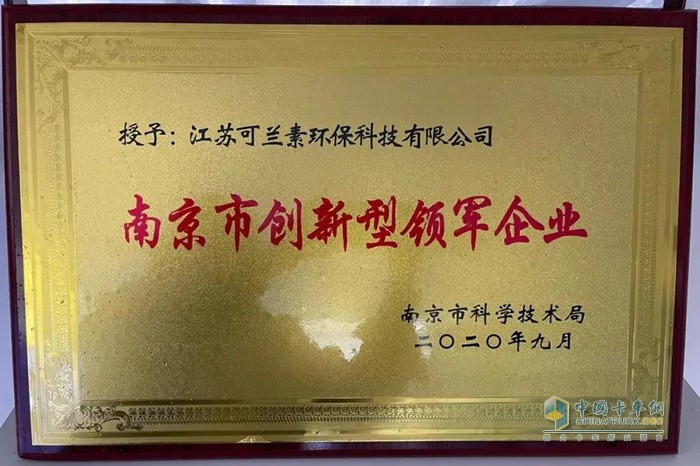 授予：江苏可兰素环保科技有限公司
南京市创新型领军企业
南京市科学技术局
二〇二〇年九月
中国卡车网
CHINATRUCK